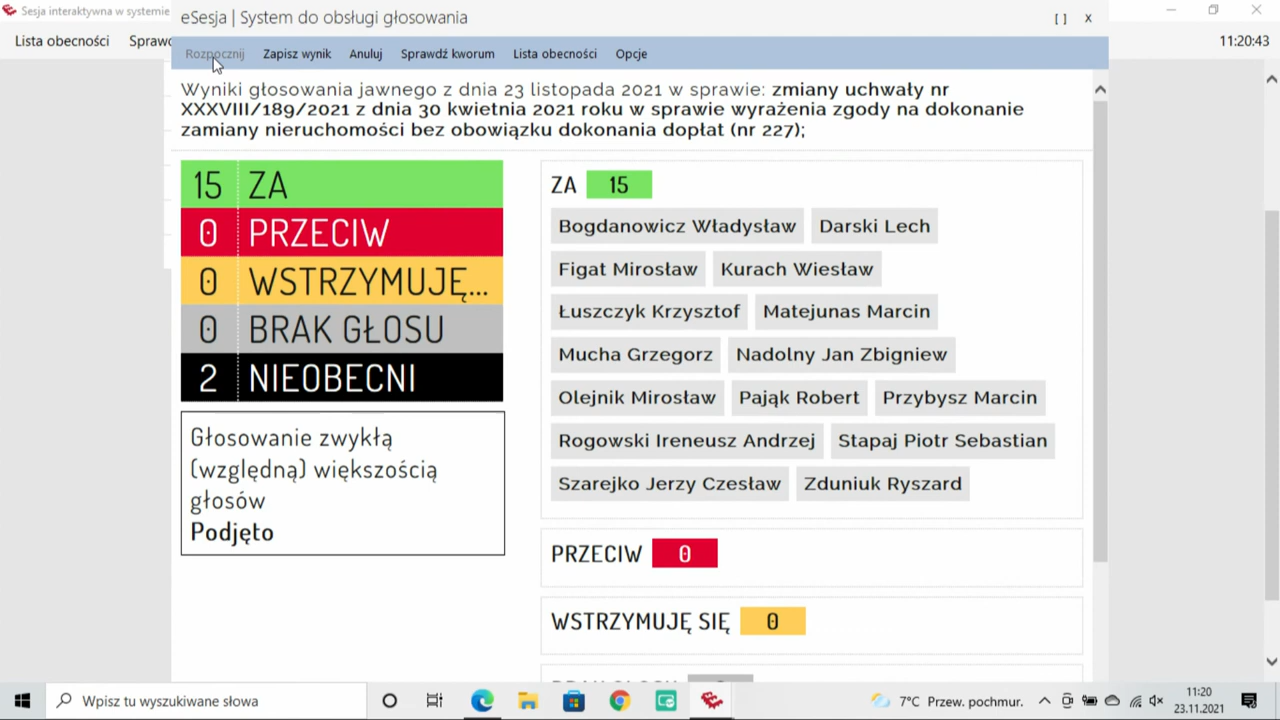 Sesja interaktywna w systemie
eSesja | System do obsługi głosowania
[ ] X
Lista obecności
11:20:43
Rozpocznij Zapisz wynik Anuluj Sprawdź kworum Lista obecności Opcje
Wyniki głosowania jawnego z dnia 23 listopada 2021 w sprawie: zmiany uchwały nr
XXXVIII/189/2021 z dnia 30 kwietnia 2021 roku w sprawie wyrażenia zgody na dokonanie
zamiany nieruchomości bez obowiązku dokonania dopłat (nr 227);
15 ZA
0 PRZECIW
0 WSTRZYMUJĘ...
0 BRAK GŁOSU
2 NIEOBECNI
Głosowanie zwykłą
(względną) większością
głosów
Podjęto
ZA 15
Bogdanowicz Władysław Darski Lech
Figat Mirosław Kurach Wiesław
Łuszczyk Krzysztof Matejunas Marcin
Mucha Grzegorz Nadolny Jan Zbigniew
Olejnik Mirosław Pająk Robert Przybysz Marcin
Rogowski Ireneusz Andrzej Stapaj Piotr Sebastian
Szarejko Jerzy Czesław Zduniuk Ryszard
PRZECIW 0
WSTRZYMUJĘ SIĘ 0
Wpisz tu wyszukiwane słowa
7°C Przew. pochmur.
11:20
23.11.2021